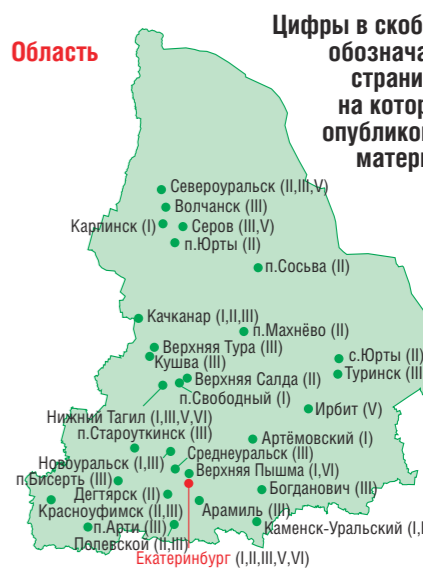 Область
Цифры в скоб
обознача
страни
на котор
опубликов
матери
Североуральск (II,III,V)
Волчанск (III)
Карпинск (I)
Серов (III,V)
п.Юрты (II)
п.Сосьва (II)
Качканар (I,II,III)
п.Махнёво (II)
Верхняя Тура (III)
Кушва (III)
с.Юрты (II)
Верхняя Салда (II)
Туринск (III
п.Свободный (I)
Ирбит (V)
Нижний Тагил (I,III,V,VI)
п.Староуткинск (III)
Артёмовский (I)
Среднеуральск (III)
Новоуральск (I,III)
Верхняя Пышма (I,VI)
п.Бисерть (III)
Богданович (III)
Дегтярск (II)
Красноуфимск (II,III)
Арамиль (III)
п.Арти (III)
Каменск-Уральский (I,I
Полевской (II,III)
Екатеринбург (I,II,III,V,VI)